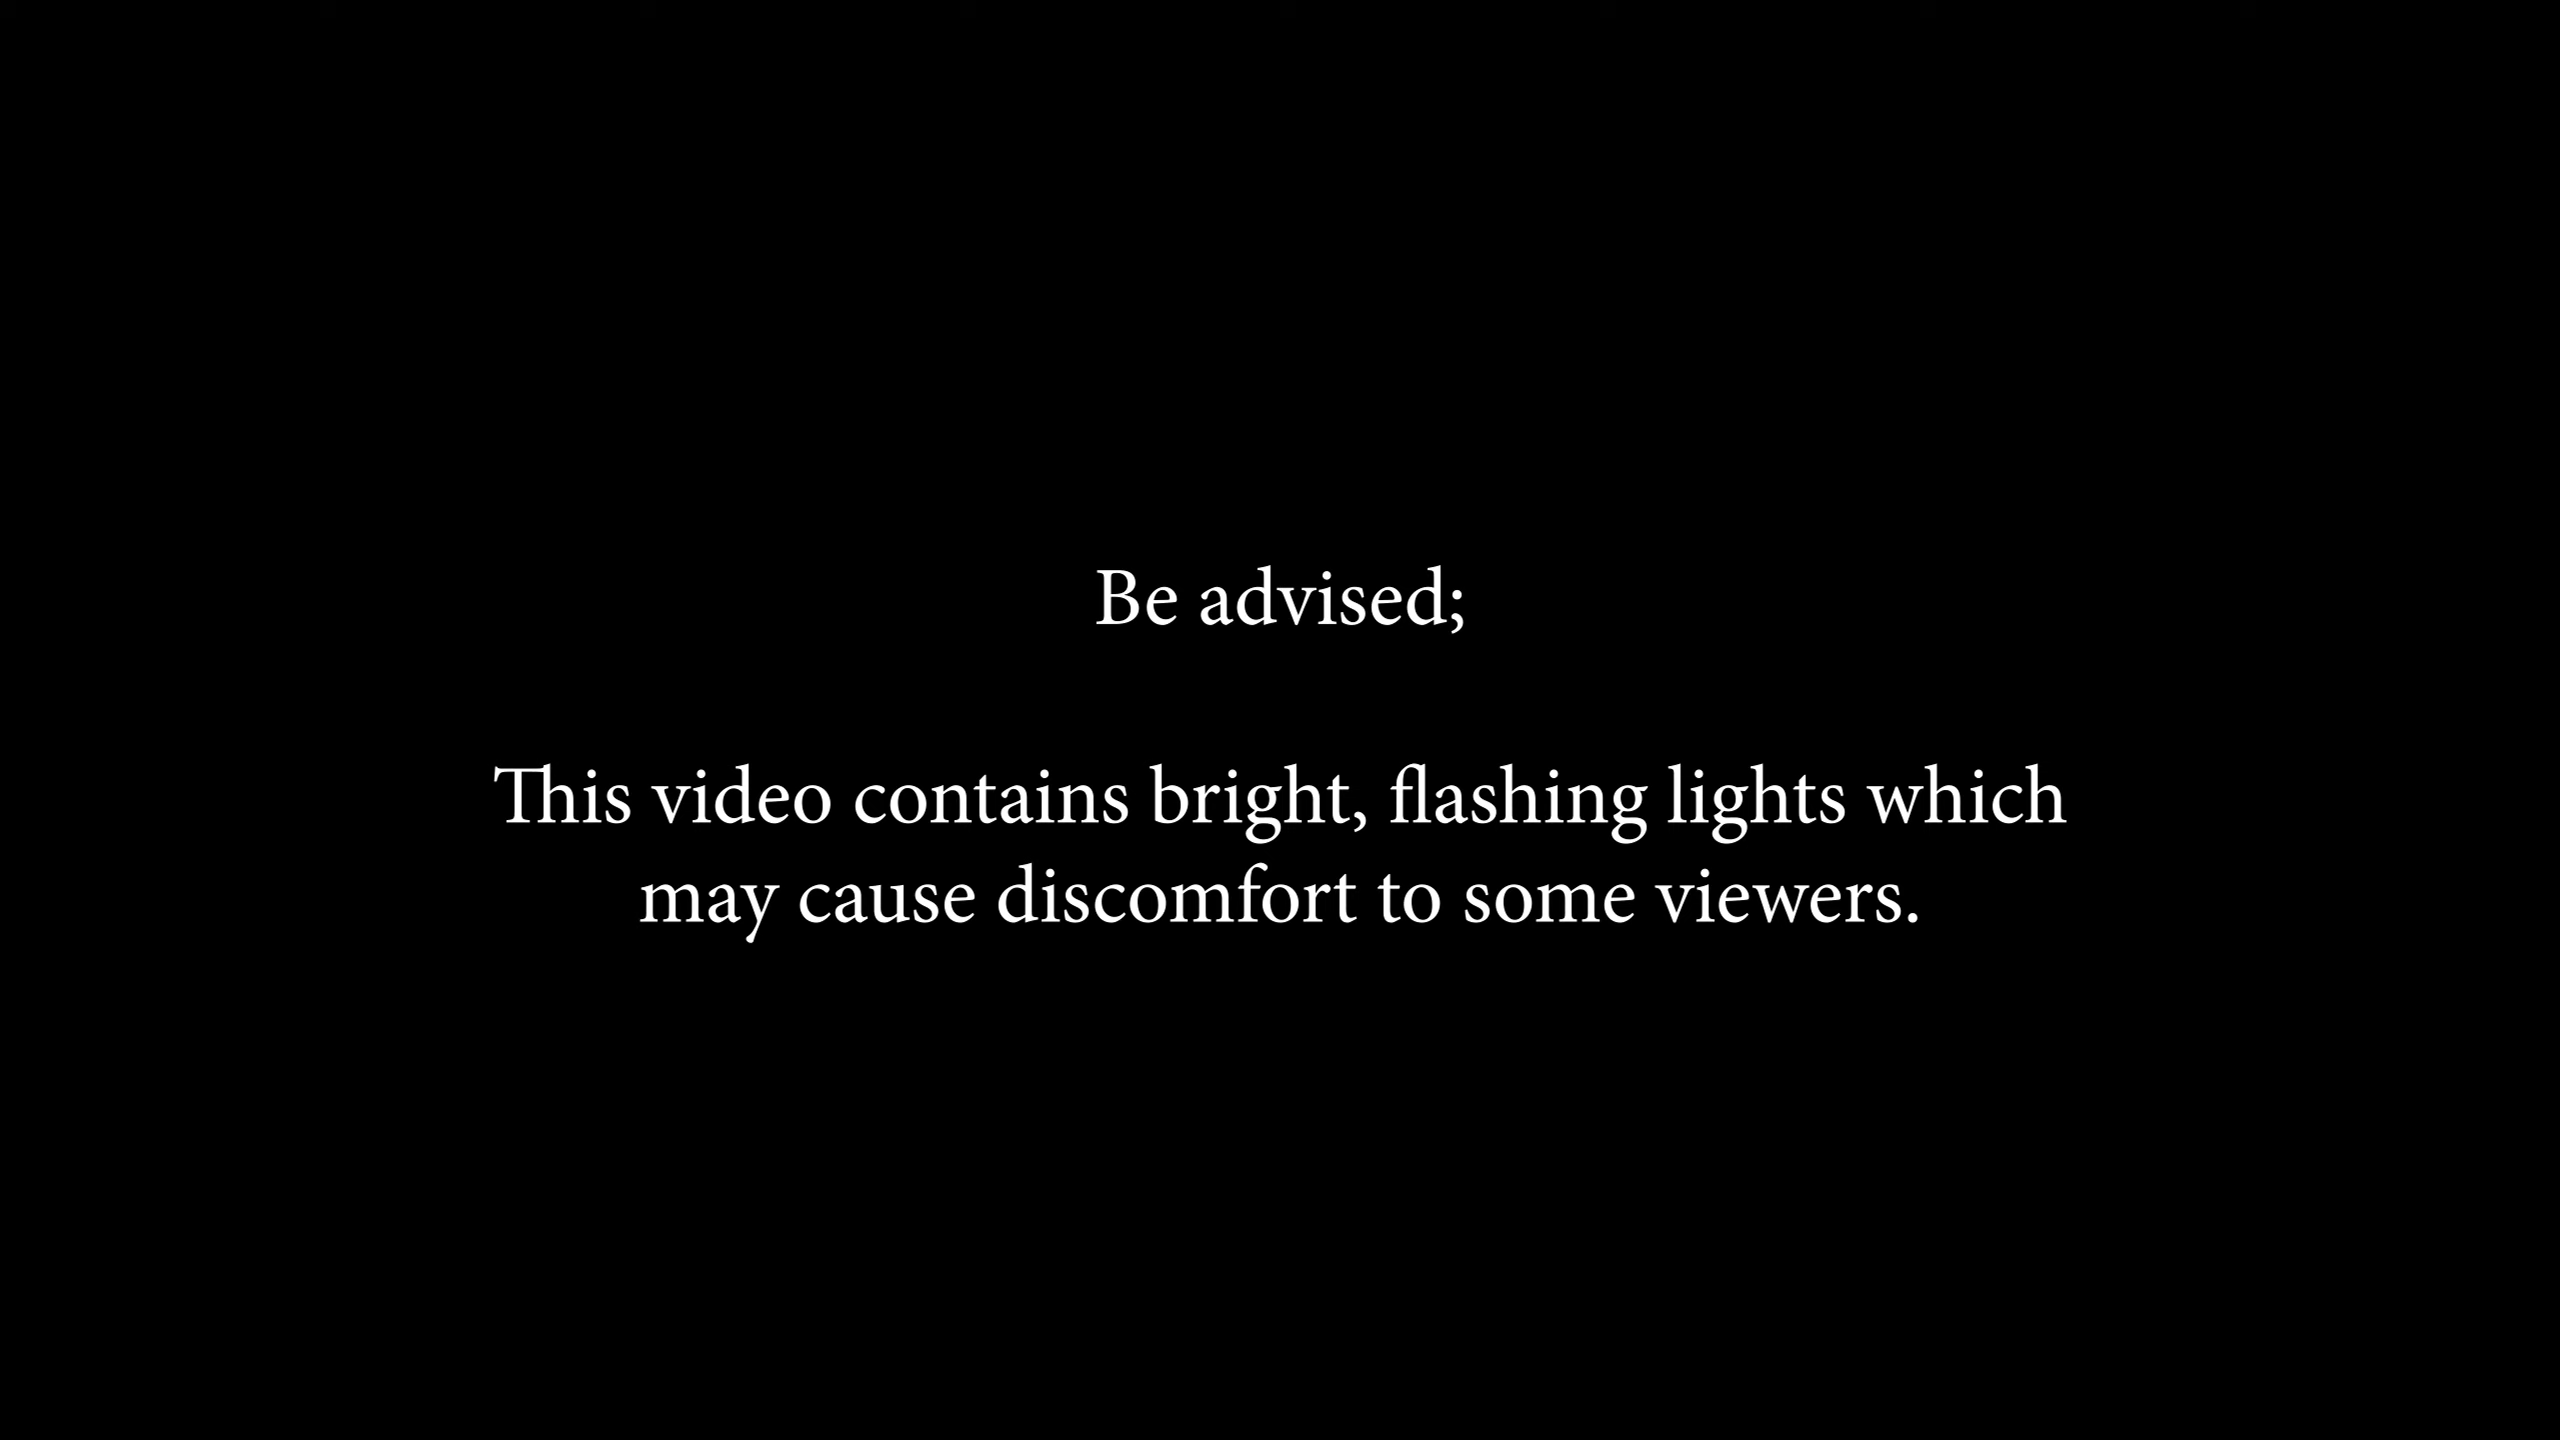 Be advised;
This video contains bright, flashing lights which
may cause discomfort to some viewers.